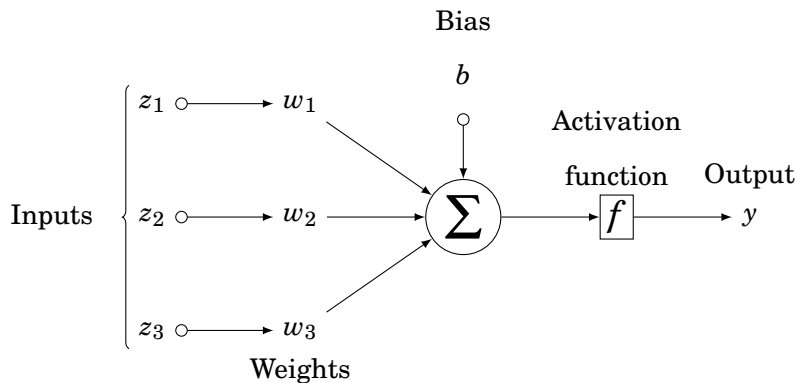 Bias
b
z1 w1
Activation
function
Output
Inputs
z2 w2 Σ f y
z3 w3
Weights